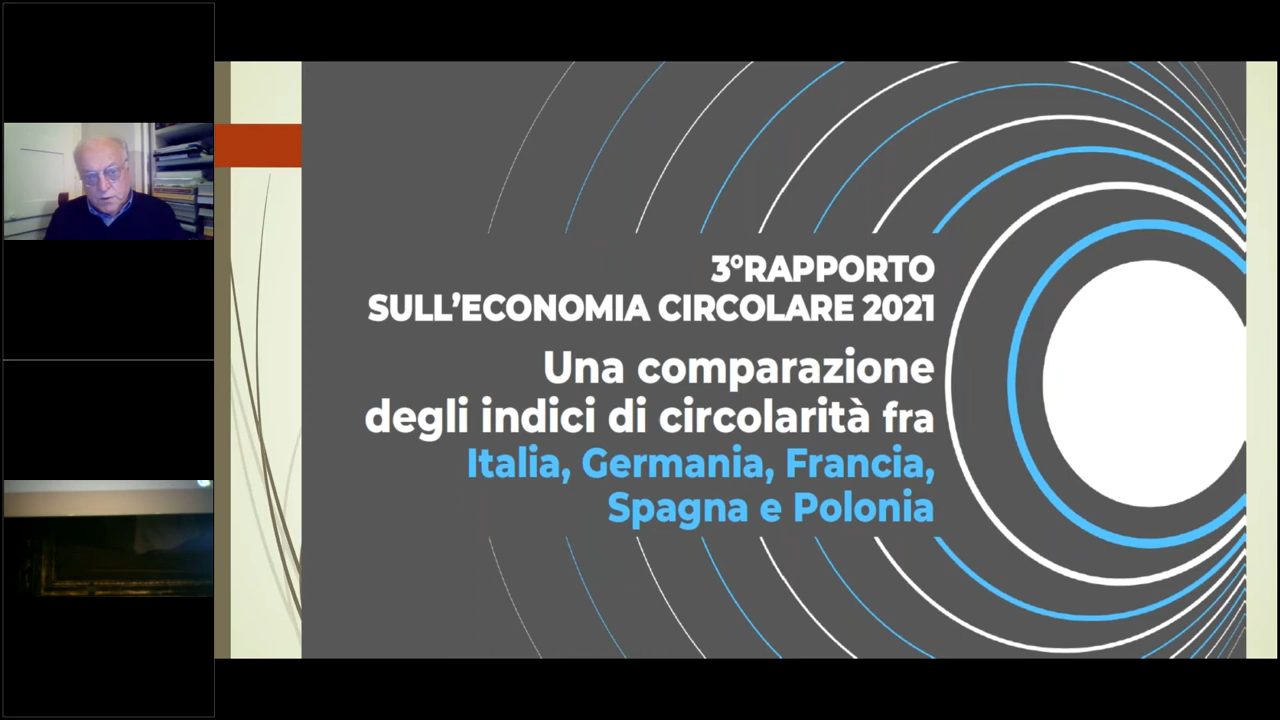 3°RAPPORTO
SULL'ECONOMIA CIRCOLARE 2021
Una comparazione
degli indici di circolarità fra
Italia, Germania, Francia,
Spagna e Polonia